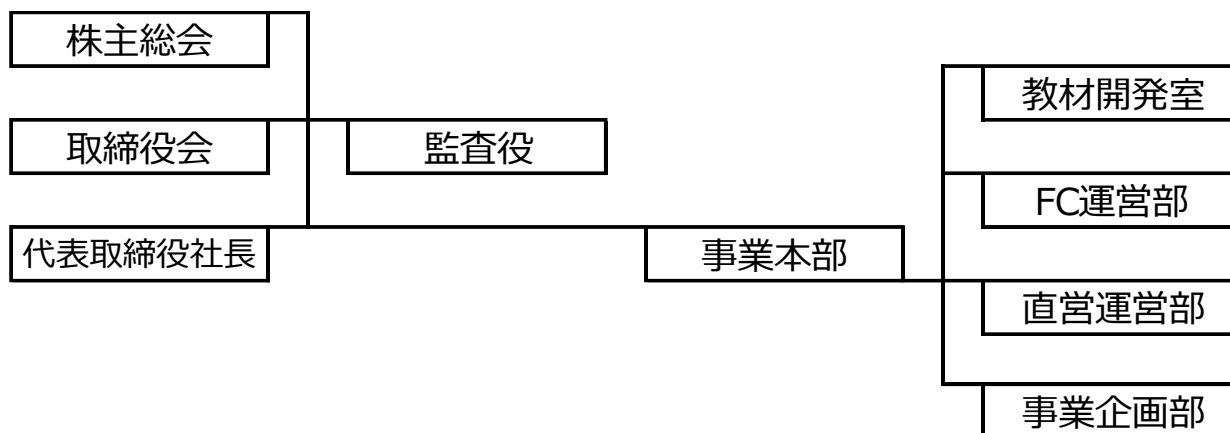 株主総会
教材開発室
取締役会
監査役
FC運営部
代表取締役社長
事業本部
直営運営部
事業企画部